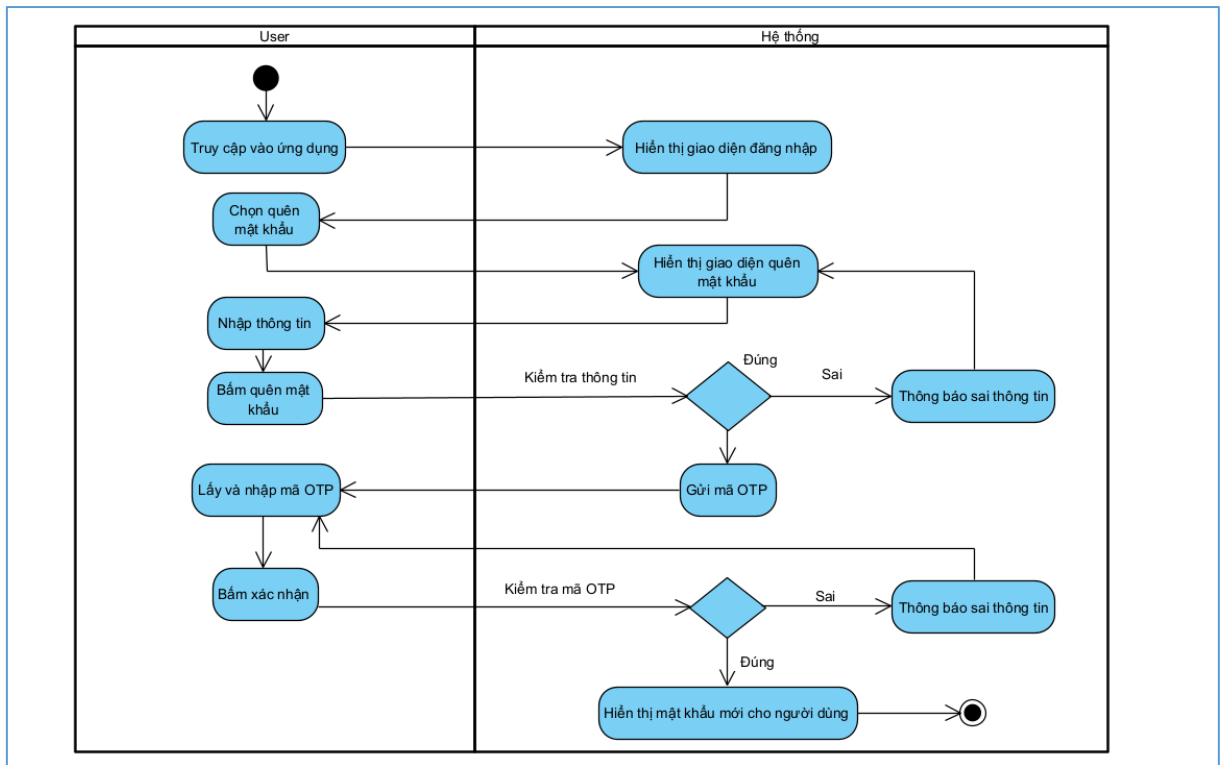 User
Hệ thống
Truy cập vào ứng dụng
Hiển thị giao diện đăng nhập
Chọn quên
mật khẩu
Hiển thị giao diện quên
mật khẩu
Nhập thông tin
Bấm quên mật
khẩu
Kiểm tra thông tin
Đúng
Sai
Thông báo sai thông tin
Gửi mã OTP
Lấy và nhập mã OTP
Bấm xác nhận
Kiểm tra mã OTP
Sai
Thông báo sai thông tin
Đúng
Hiển thị mật khẩu mới cho người dùng